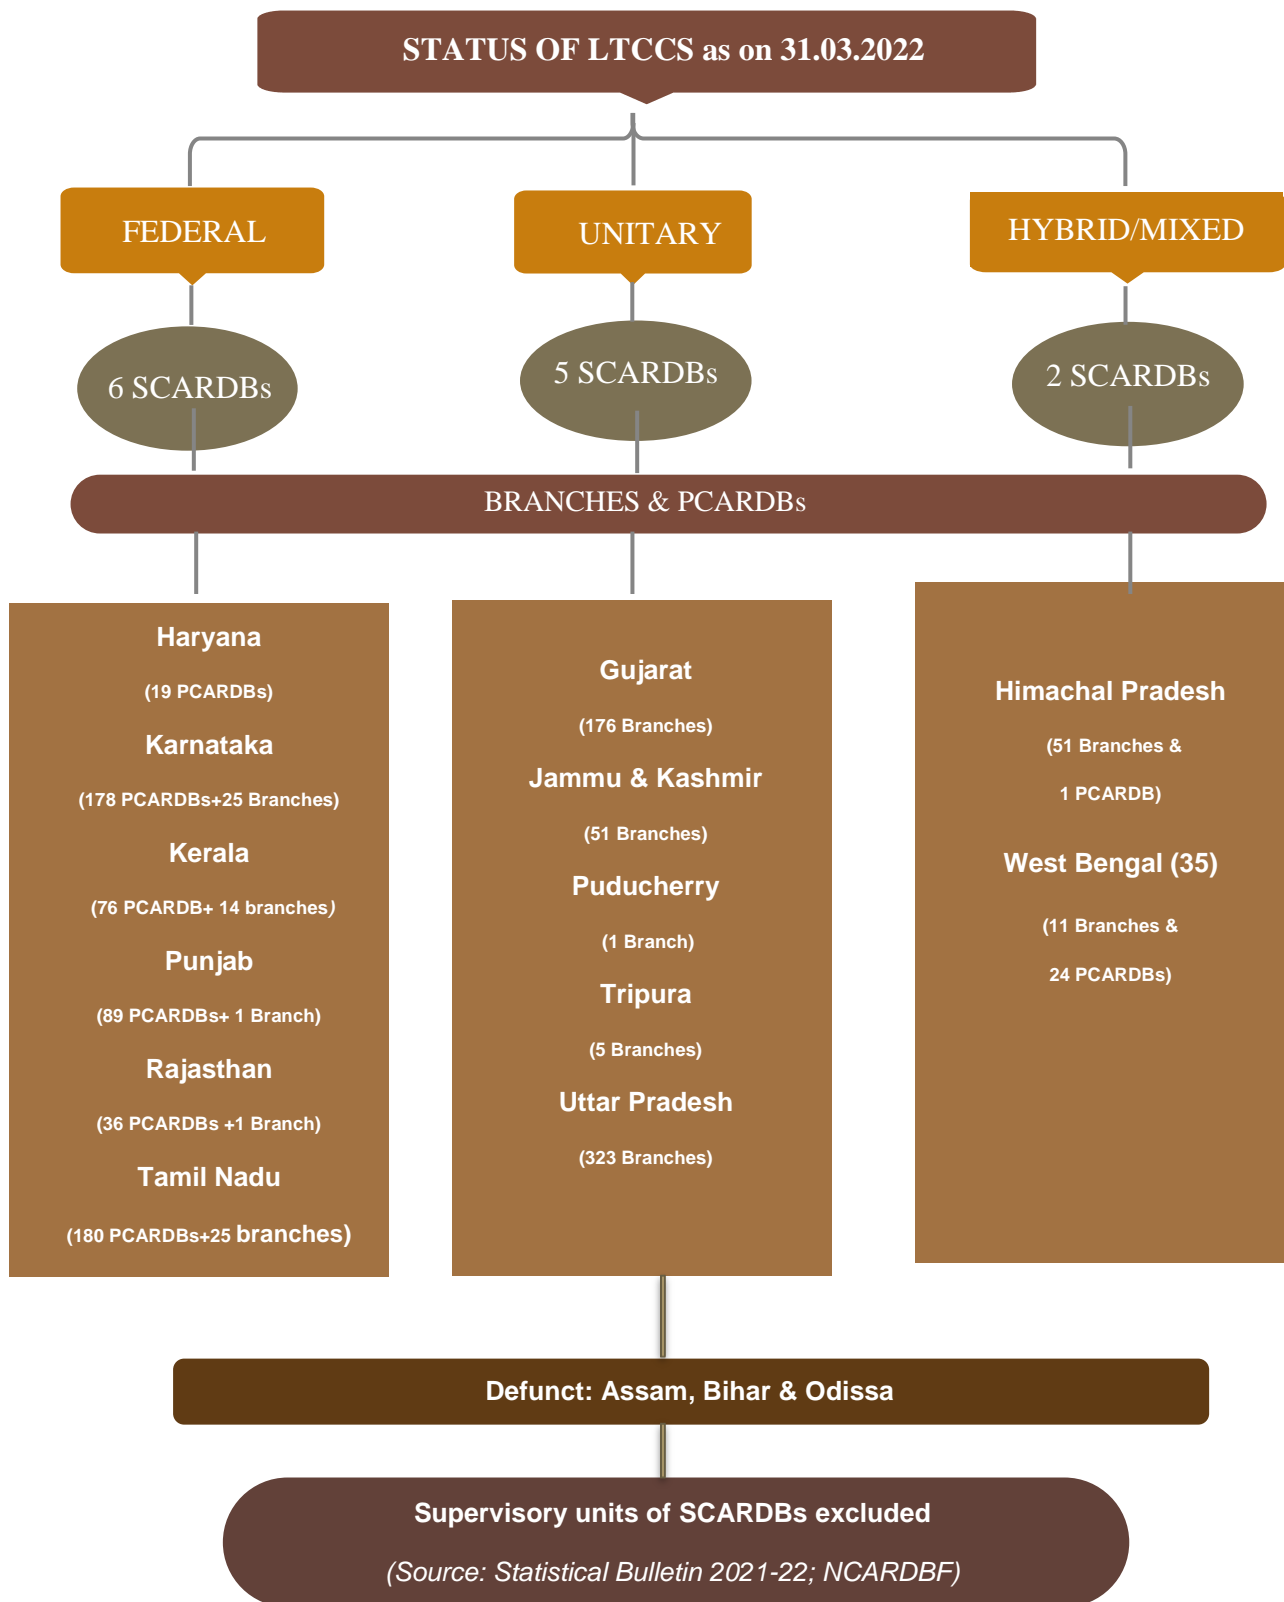 STATUS OF LTCCS as on 31.03.2022
FEDERAL
UNITARY
HYBRID/MIXED
6 SCARDBs
5 SCARDBs
2 SCARDBs
BRANCHES & PCARDBs
Haryana
(19 PCARDBs)
Karnataka
(178 PCARDBs+25 Branches)
Kerala
(76 PCARDB+ 14 branches)
Punjab
(89 PCARDBs+ 1 Branch)
Rajasthan
(36 PCARDBs +1 Branch)
Tamil Nadu
(180 PCARDBs+25 branches)
Gujarat
(176 Branches)
Jammu & Kashmir
(51 Branches)
Puducherry
(1 Branch)
Tripura
(5 Branches)
Uttar Pradesh
(323 Branches)
Himachal Pradesh
(51 Branches &
1 PCARDB)
West Bengal (35)
(11 Branches &
24 PCARDBs)
Defunct: Assam, Bihar & Odissa
Supervisory units of SCARDBs excluded
(Source: Statistical Bulletin 2021-22; NCARDBF)